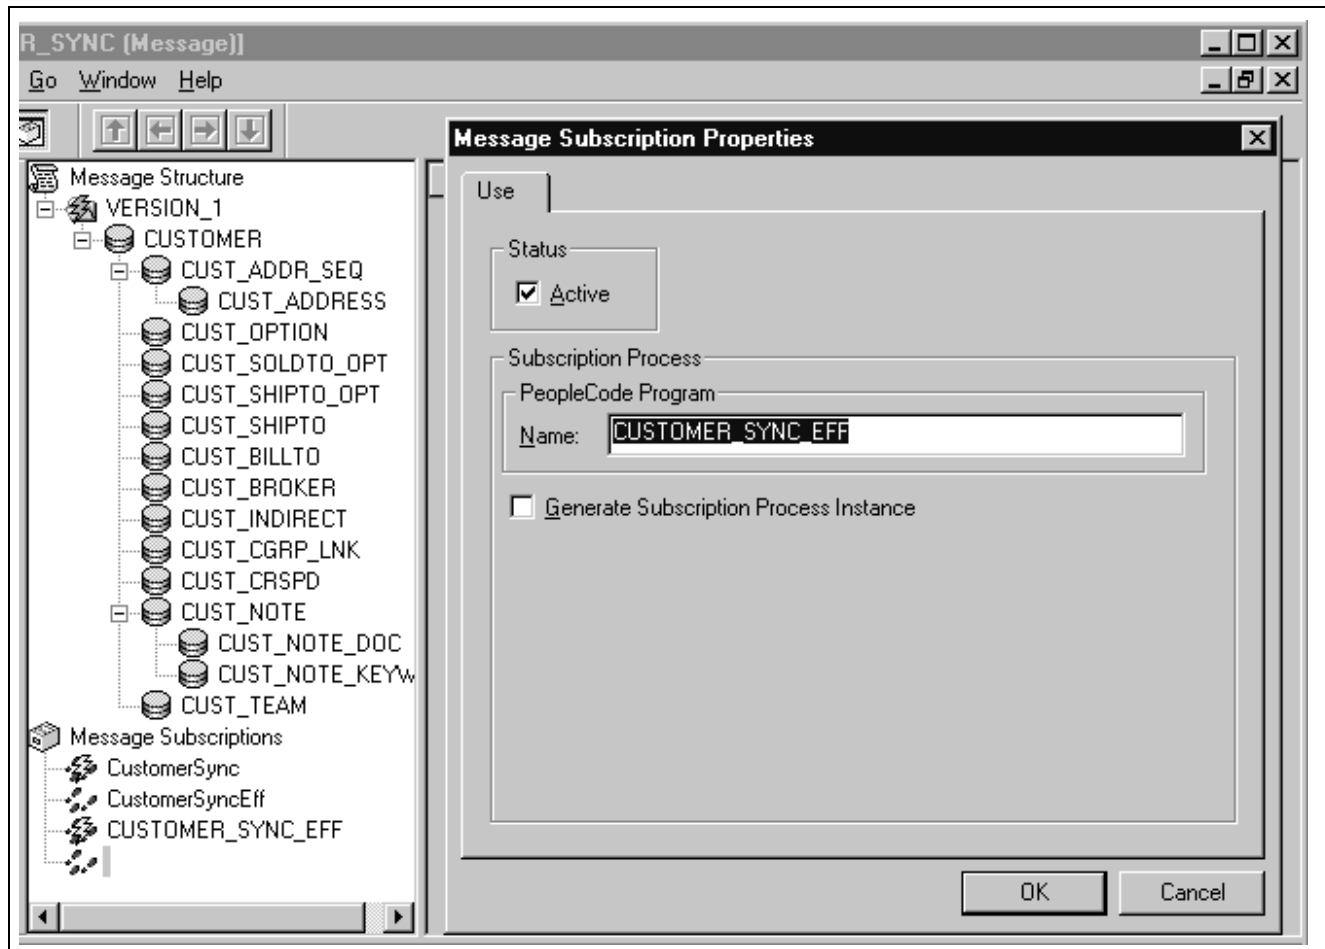 R_SYNC (Message)]
Go Window Help
Message Structure
VERSION_1
CUSTOMER
CUST_ADDR_SEQ
CUST_ADDRESS
CUST_OPTION
CUST_SOLDTO_OPT
CUST_SHIPTO_OPT
CUST_SHIPTO
CUST_BILLTO
CUST_BROKER
CUST_INDIRECT
CUST_CGRP_LNK
CUST_CRSPD
CUST_NOTE
CUST_NOTE_DOC
CUST_NOTE_KEYW
CUST_TEAM
Message Subscriptions
CustomerSync
CustomerSyncEff
CUSTOMER_SYNC_EFF
Message Subscription Properties
Use
Status
Active
Subscription Process
PeopleCode Program
Name: CUSTOMER_SYNC_EFF
Generate Subscription Process Instance
OK Cancel